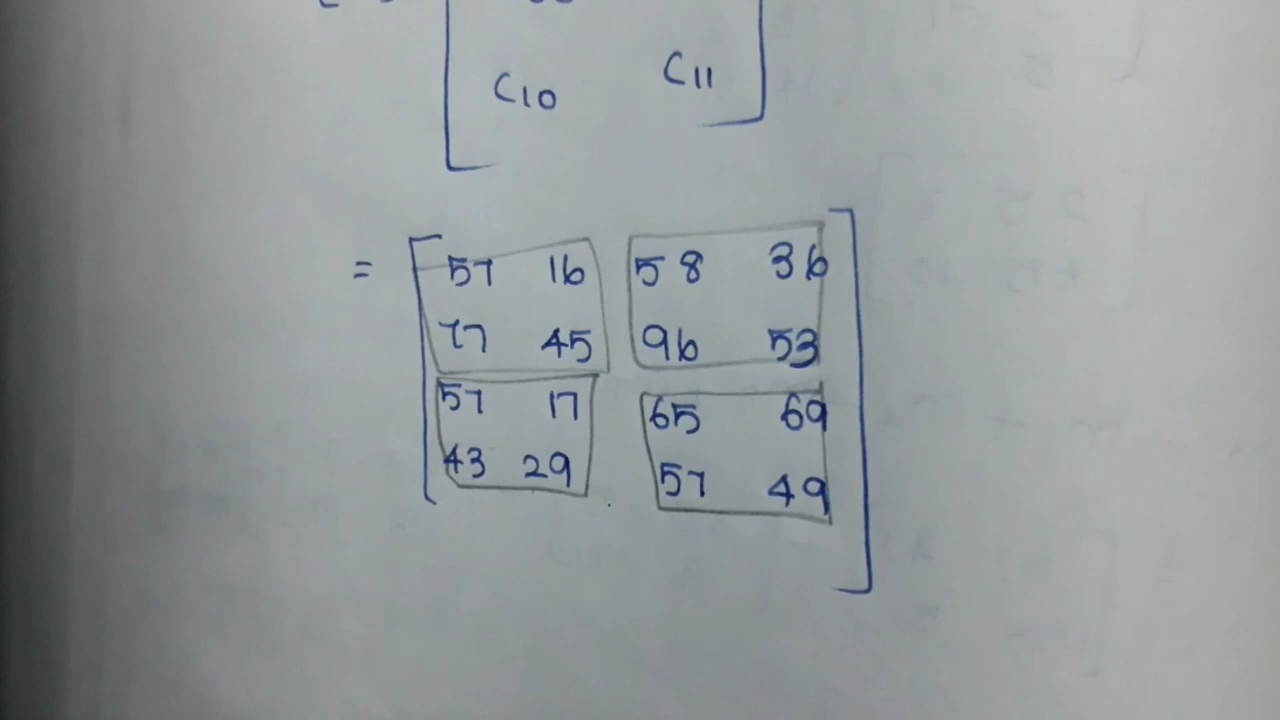 C10 C11
= 57 16 58 36
77 45 96 53
57 17 65 69
43 29 57 49